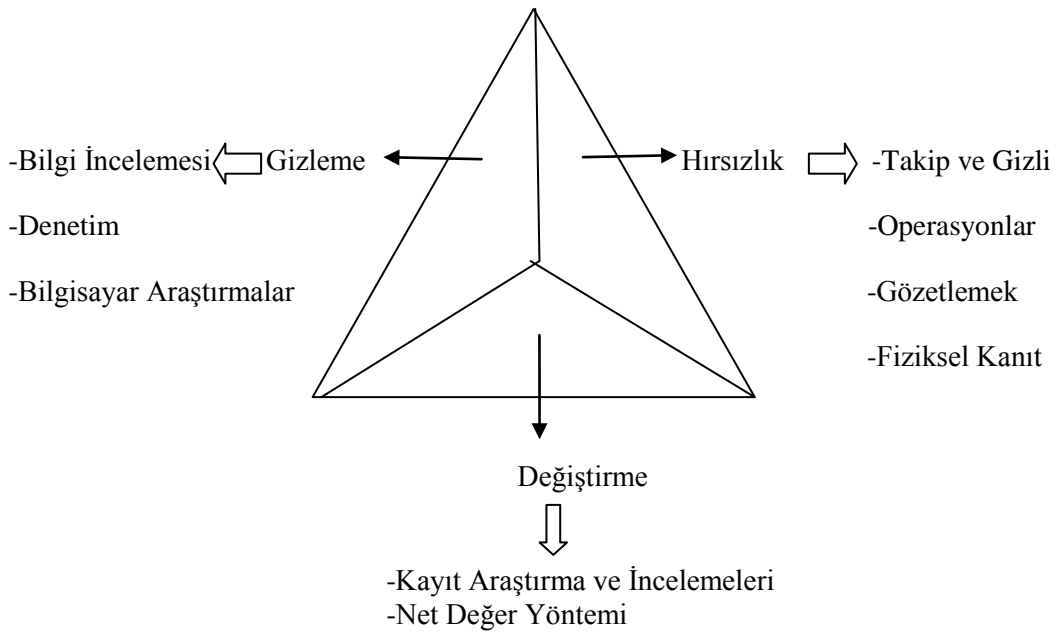 -Bilgi İncelemesi
Gizleme
Hırsızlık
-Takip ve Gizli
-Denetim
-Operasyonlar
-Bilgisayar Araştırmalar
-Gözetlemek
-Fiziksel Kanıt
Değiştirme
-Kayıt Araştırma ve İncelemeleri
-Net Değer Yöntemi